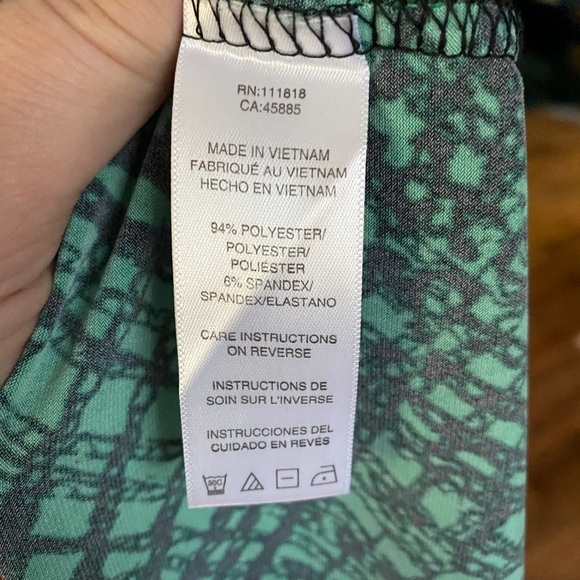 RN:111818
CA:45885
MADE IN VIETNAM
FABRIQUÉ AU VIETNAM
HECHO EN VIETNAM
94% POLYESTER/
POLYESTER/
POLIÉSTER
6% SPANDEX/
SPANDEX/ELASTANO
CARE INSTRUCTIONS
ON REVERSE
INSTRUCTIONS DE
SOIN SUR L'INVERSE
INSTRUCCIONES DEL
CUIDADO EN REVÉS
30C